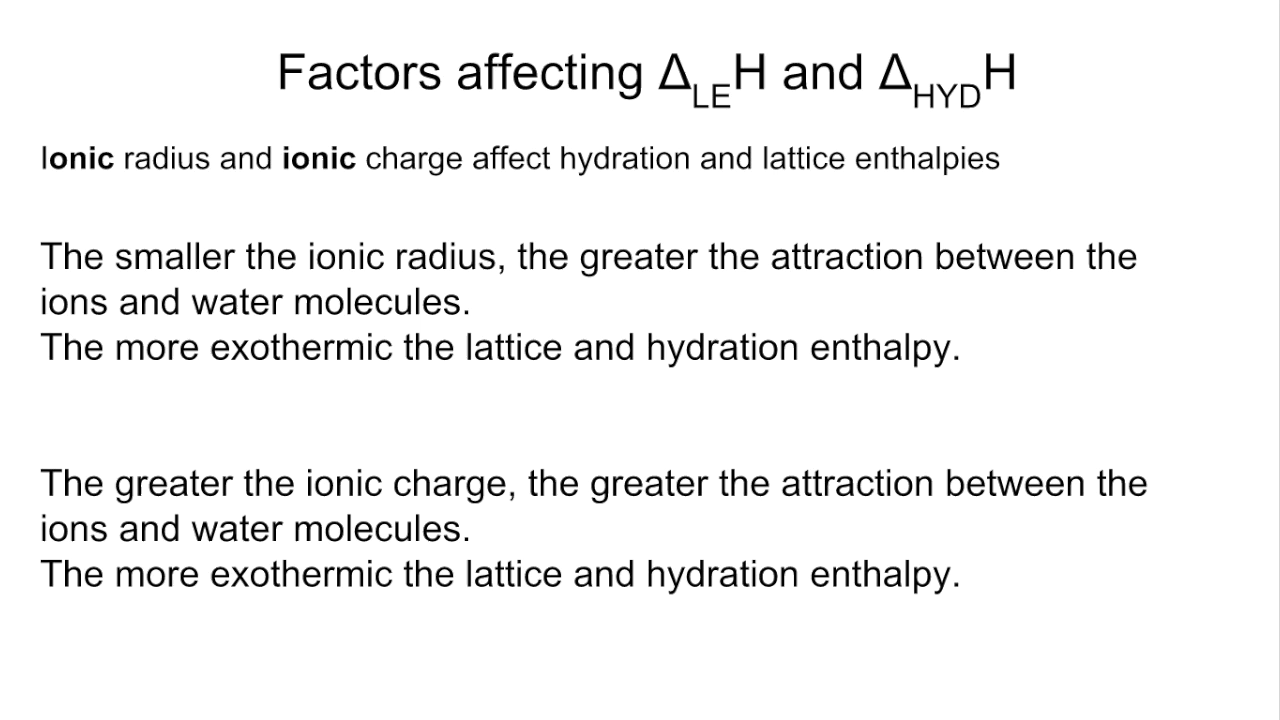 Factors affecting Δ_LE H and Δ_HYD H
Ionic radius and ionic charge affect hydration and lattice enthalpies
The smaller the ionic radius, the greater the attraction between the
ions and water molecules.
The more exothermic the lattice and hydration enthalpy.
The greater the ionic charge, the greater the attraction between the
ions and water molecules.
The more exothermic the lattice and hydration enthalpy.